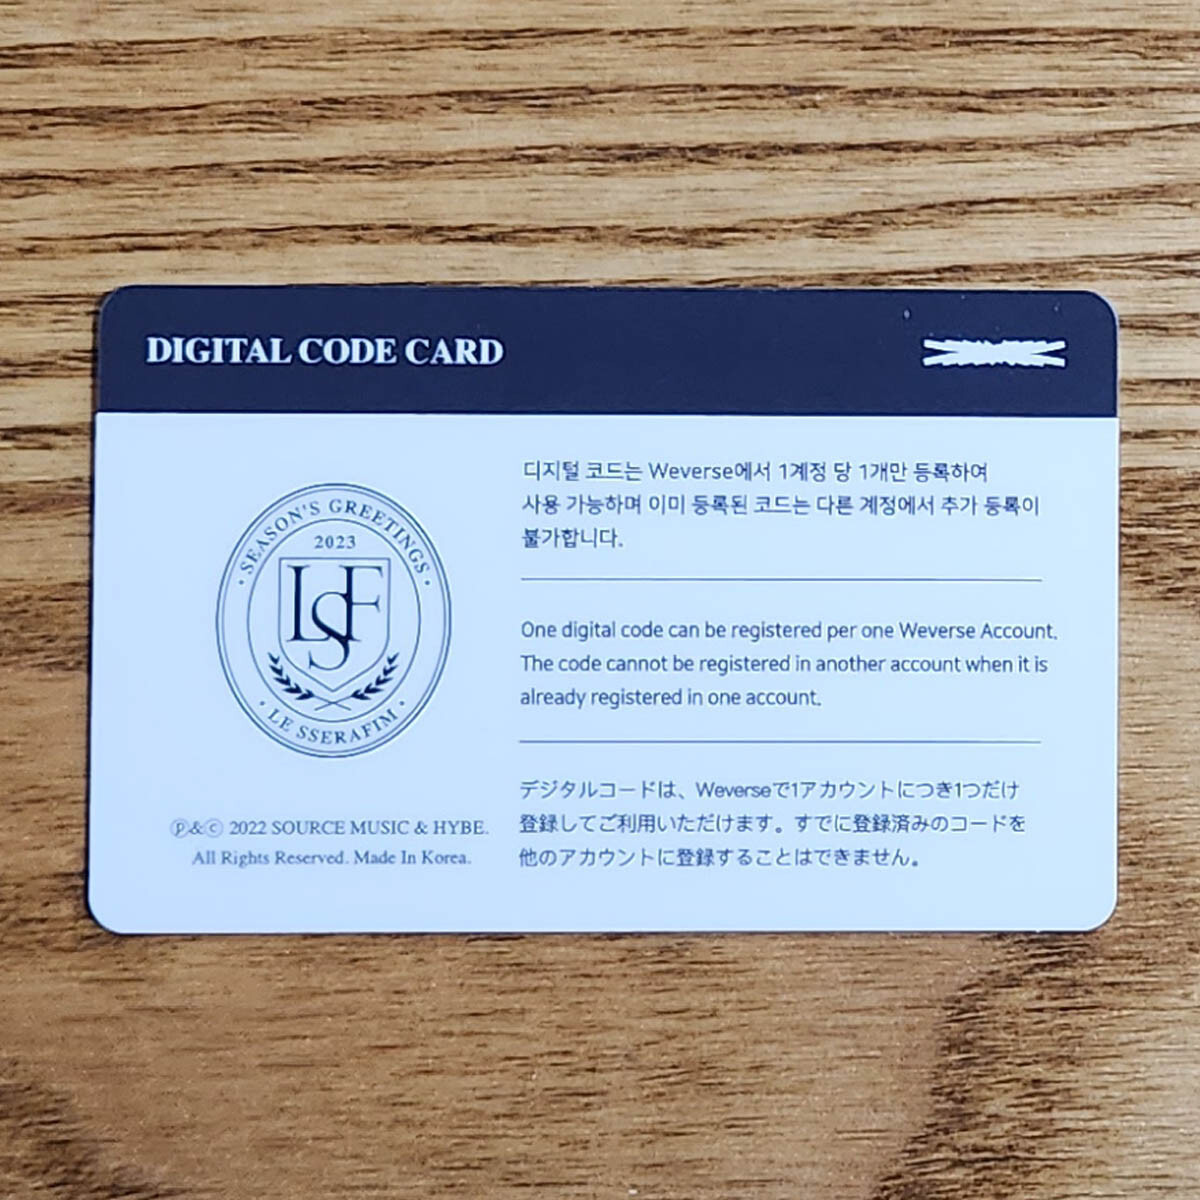 DIGITAL CODE CARD
SEASON'S GREETINGS
2023
LSF
LE SSERAFIM
ⓟ&ⓒ 2022 SOURCE MUSIC & HYBE.
All Rights Reserved. Made In Korea.
디지털 코드는 Weverse에서 1계정 당 1개만 등록하여
사용 가능하며 이미 등록된 코드는 다른 계정에서 추가 등록이
불가합니다.
One digital code can be registered per one Weverse Account.
The code cannot be registered in another account when it is
already registered in one account.
デジタルコードは、Weverseで1アカウントにつき1つだけ
登録してご利用いただけます。すでに登録済みのコードを
他のアカウントに登録することはできません。